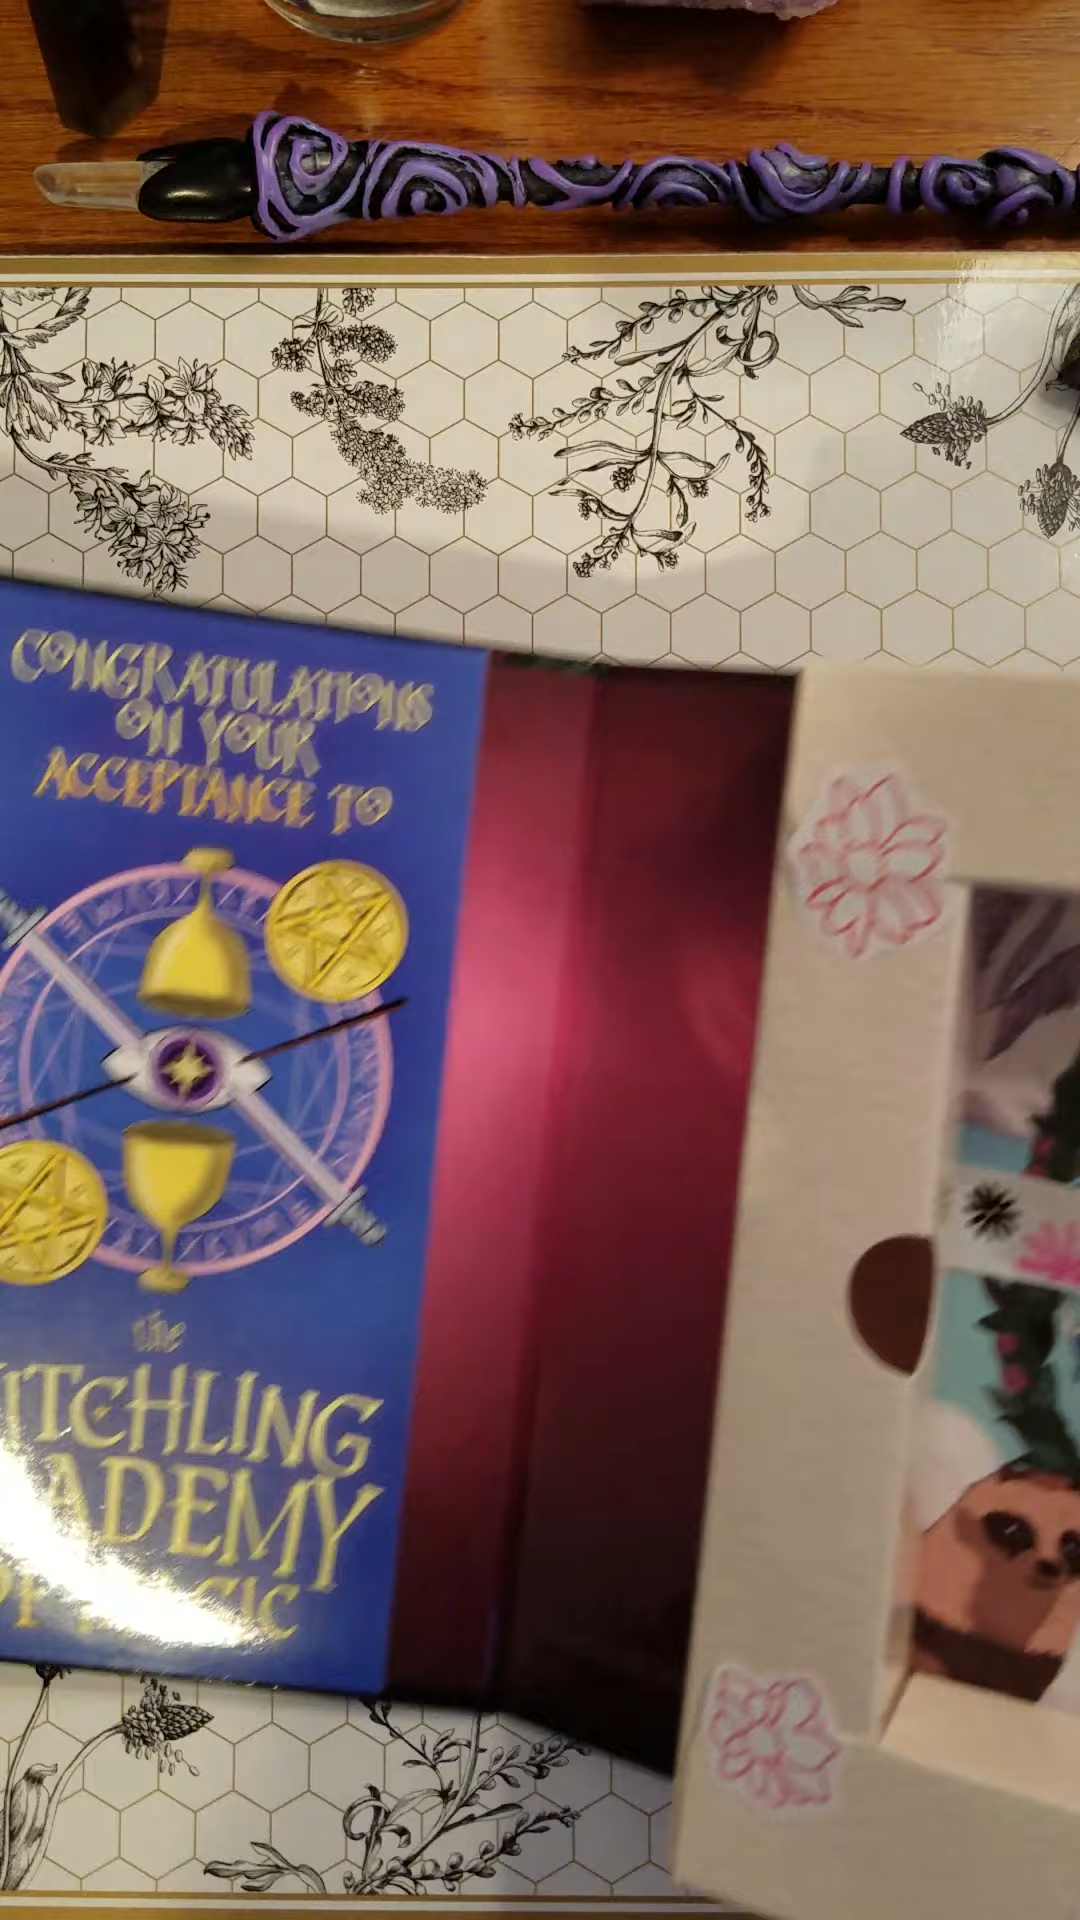 CONGRATULATIONS
ON YOUR
ACCEPTANCE TO
the
ITCHLING
ADEMY